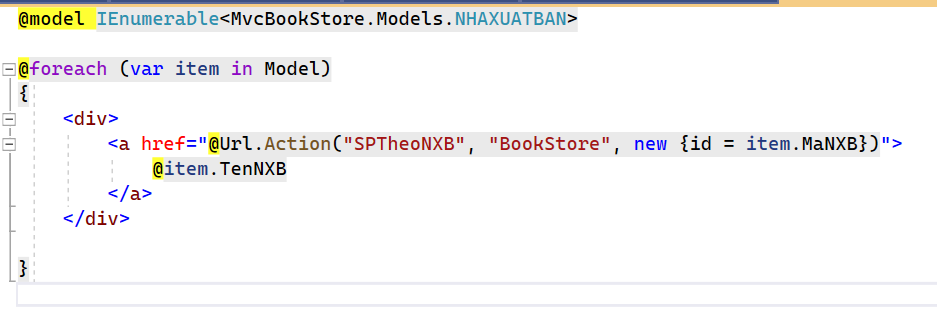 @model IEnumerable<MvcBookStore.Models.NHAXUATBAN>
@foreach (var item in Model)
{
<div>
<a href="@Url.Action("SPTheoNXB", "BookStore", new {id = item.MaNXB})">
@item.TenNXB
</a>
</div>
}